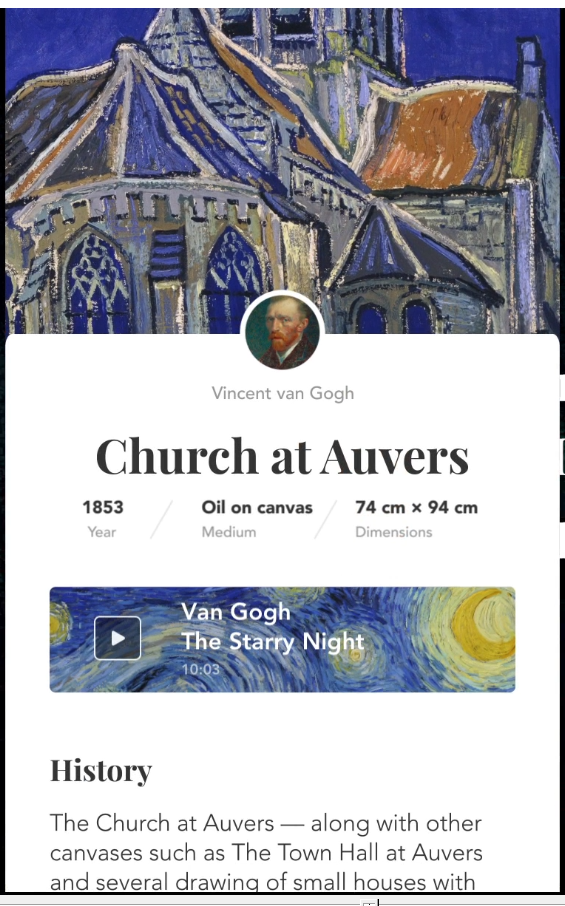 Vincent van Gogh
Church at Auvers
1853 Oil on canvas 74 cm × 94 cm
Year Medium Dimensions
Van Gogh
The Starry Night
10:03
History
The Church at Auvers — along with other
canvases such as The Town Hall at Auvers
and several drawing of small houses with